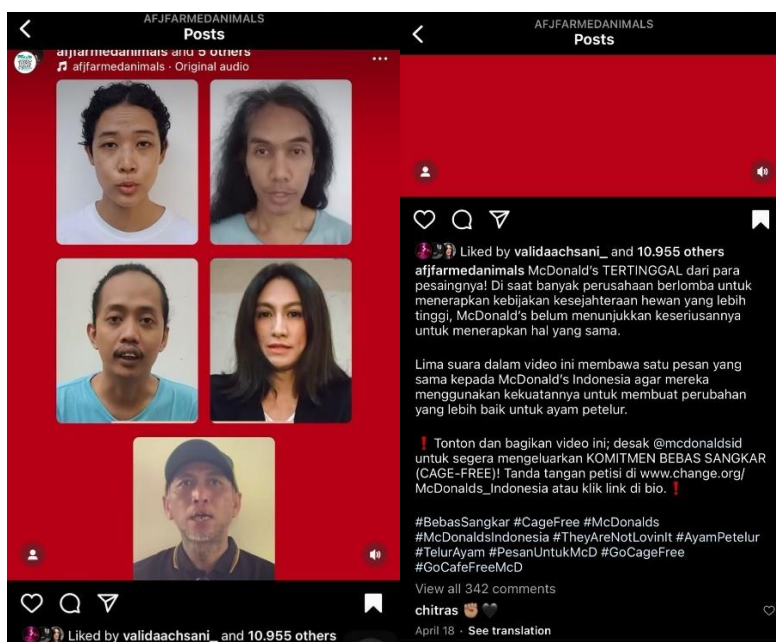 AFJFARMEDANIMALS
Posts
afjfarmedanimals and 5 others
afjfarmedanimals · Original audio
Liked by validaachsani_ and 10.955 others
AFJFARMEDANIMALS
Posts
Liked by validaachsani_ and 10.955 others
afjfarmedanimals McDonald's TERTINGGAL dari para
pesaingnya! Di saat banyak perusahaan berlomba untuk
menerapkan kebijakan kesejahteraan hewan yang lebih
tinggi, McDonald's belum menunjukkan keseriusannya
untuk menerapkan hal yang sama.
Lima suara dalam video ini membawa satu pesan yang
sama kepada McDonald's Indonesia agar mereka
menggunakan kekuatannya untuk membuat perubahan
yang lebih baik untuk ayam petelur.
❗ Tonton dan bagikan video ini; desak @mcdonaldsid
untuk segera mengeluarkan KOMITMEN BEBAS SANGKAR
(CAGE-FREE)! Tanda tangan petisi di www.change.org/
McDonalds_Indonesia atau klik link di bio. ❗
#BebasSangkar #CageFree #McDonalds
#McDonaldsIndonesia #TheyAreNotLovinIt #AyamPetelur
#TelurAyam #PesanUntukMcD #GoCageFree
#GoCafeFreeMcD
View all 342 comments
chitras ✊🏽🖤
April 18 · See translation